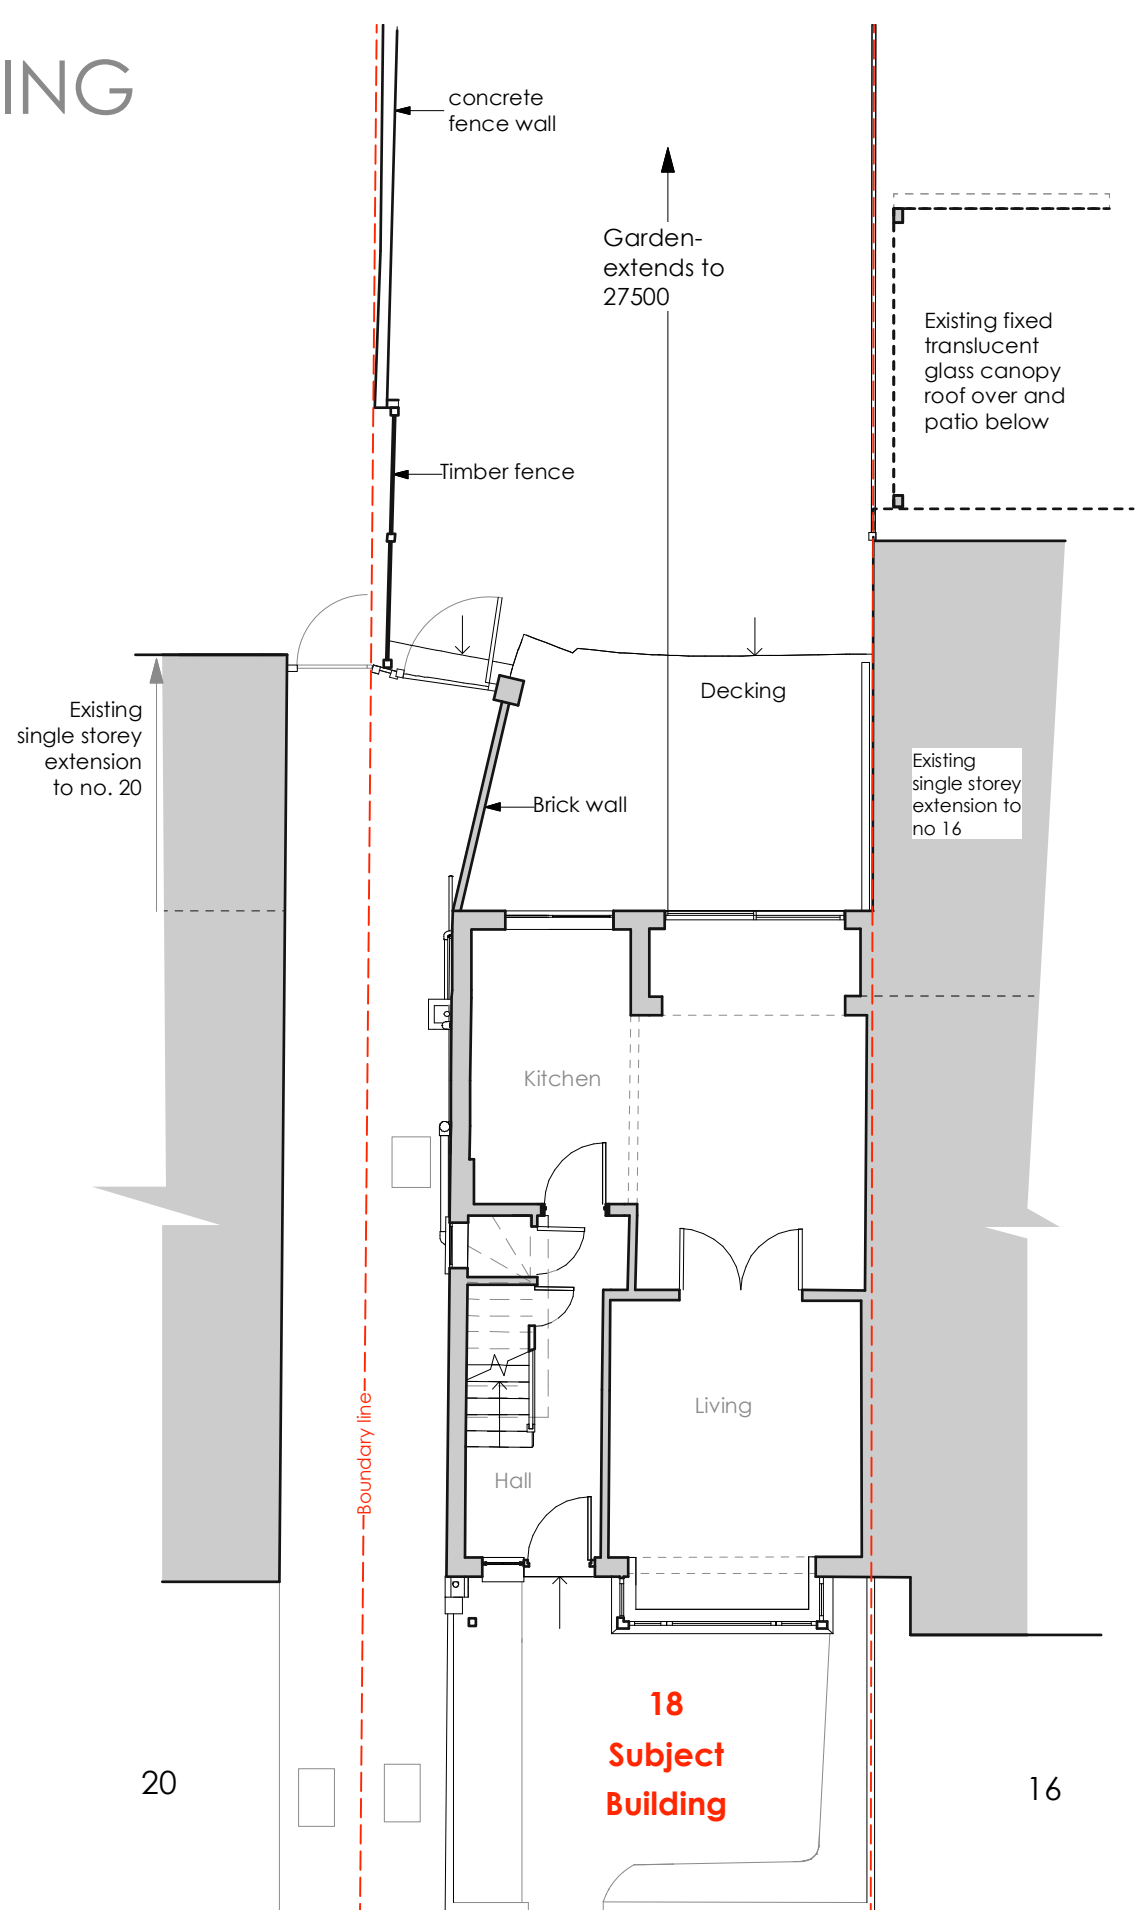 ING
concrete
fence wall
Garden-
extends to
27500
Existing fixed
translucent
glass canopy
roof over and
patio below
Timber fence
Decking
Existing
single storey
extension
to no. 20
Existing
single storey
extension to
no 16
Brick wall
Kitchen
Boundary line
Living
Hall
18
Subject
Building
20
16